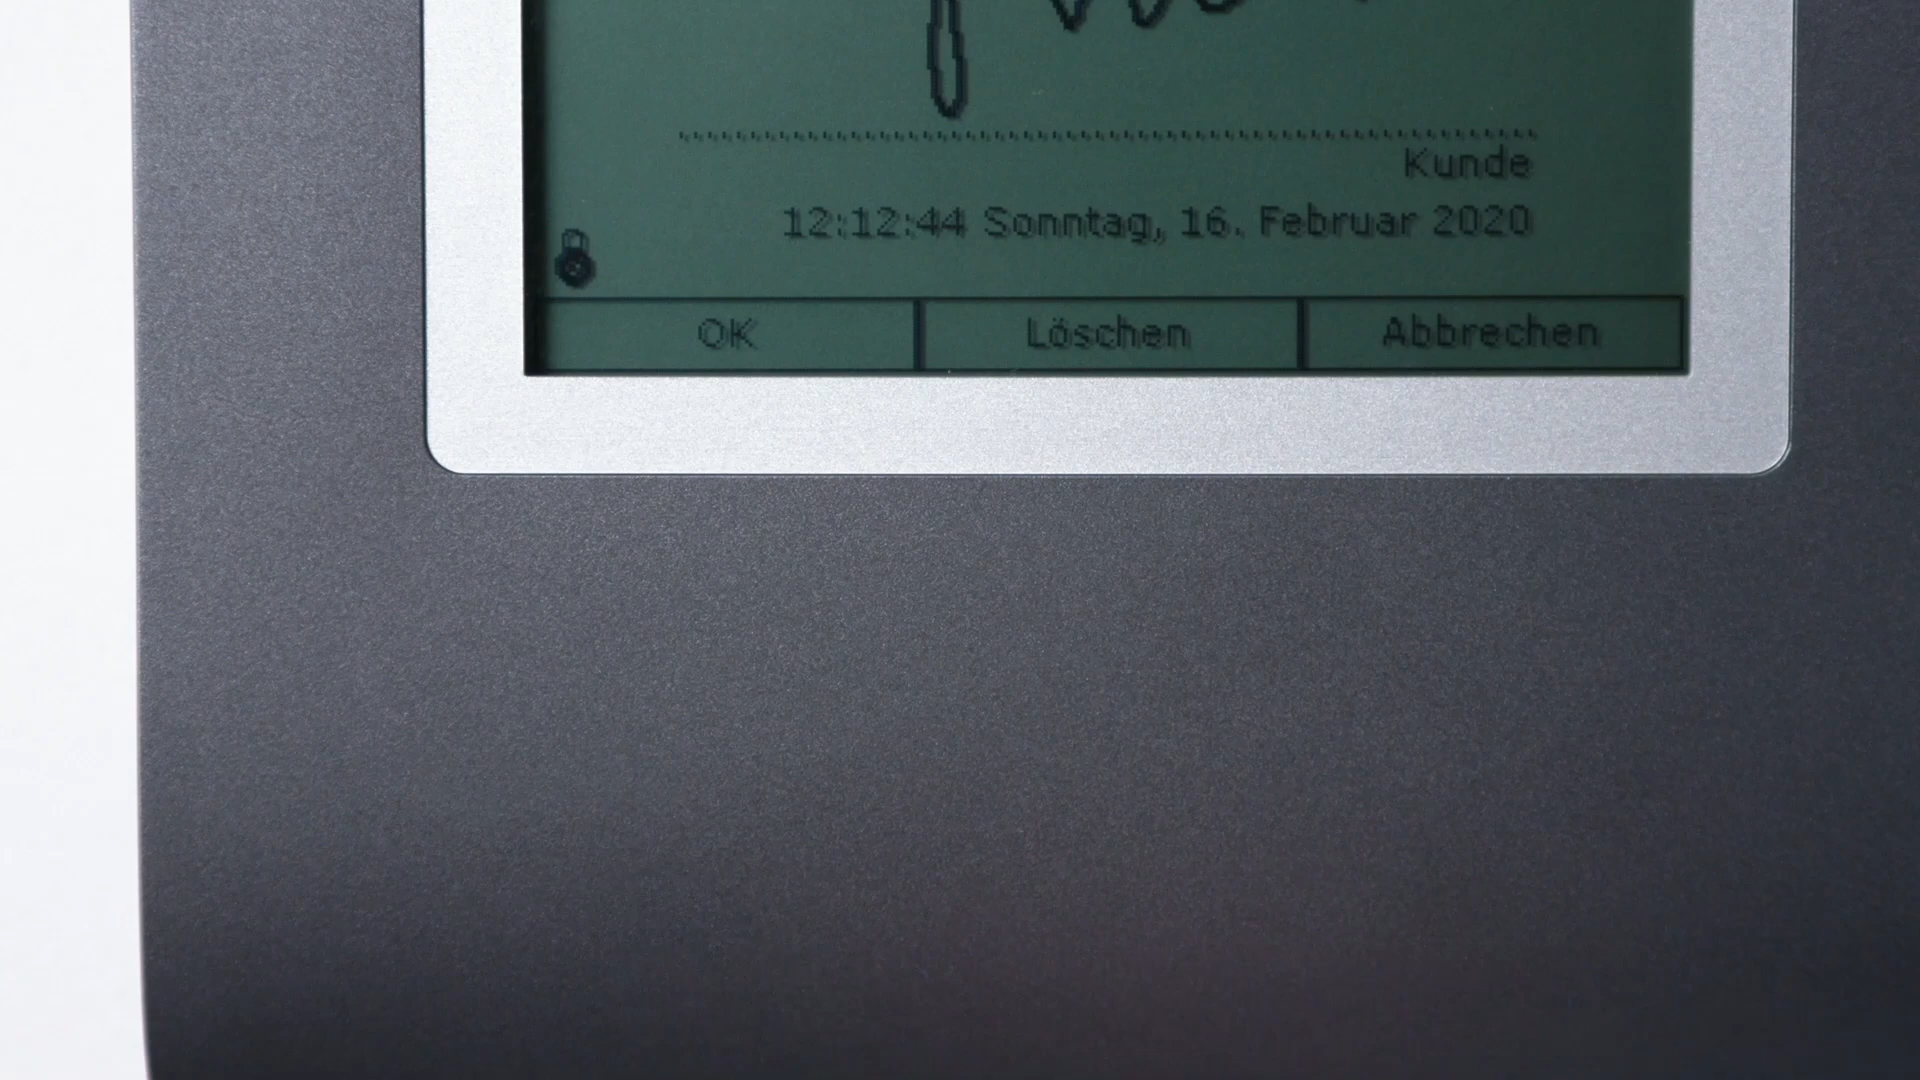 Kunde
12:12:44 Sonntag, 16. Februar 2020
OK
Löschen
Abbrechen